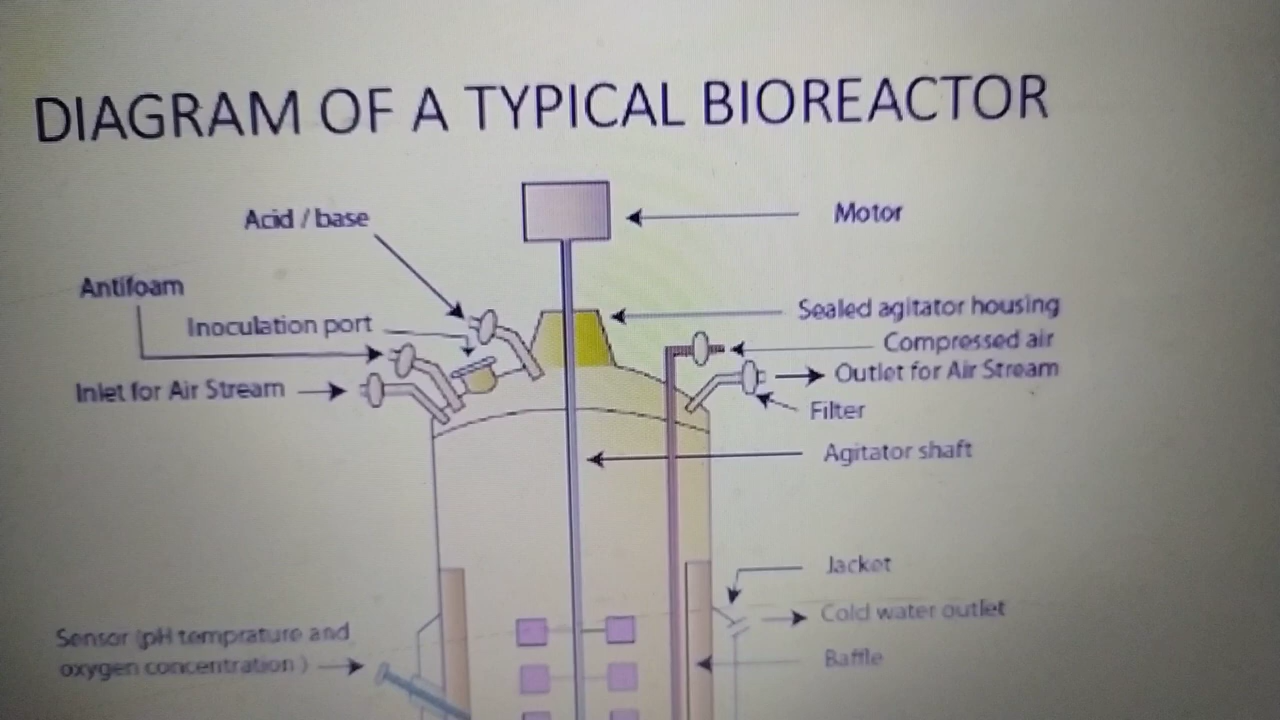 DIAGRAM OF A TYPICAL BIOREACTOR
Acid / base
Motor
Antifoam
Sealed agitator housing
Inoculation port
Compressed air
Inlet for Air Stream
Outlet for Air Stream
Filter
Agitator shaft
Jacket
Cold water outlet
Sensor (pH temprature and
oxygen concentration )
Baffle